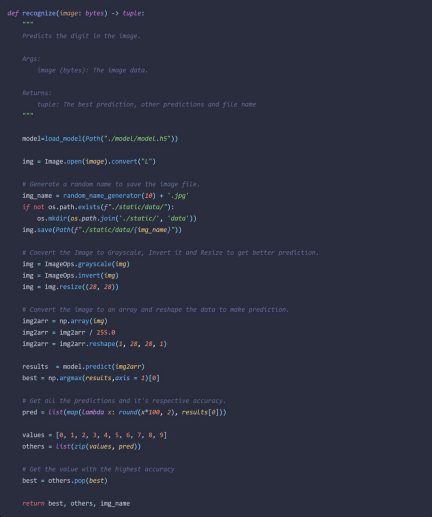 def recognize(image: bytes) -> tuple:
"""
Predicts the digit in the image.
Args:
image (bytes): The image data.
Returns:
tuple: The best prediction, other predictions and file name
"""
model=load_model(Path("./model/model.h5"))
img = Image.open(image).convert("L")
# Generate a random name to save the image file.
img_name = random_name_generator(10) + '.jpg'
if not os.path.exists(f"./static/data/"):
os.mkdir(os.path.join('./static/', 'data'))
img.save(Path(f"./static/data/{img_name}"))
# Convert the Image to Grayscale, Invert it and Resize to get better prediction.
img = ImageOps.grayscale(img)
img = ImageOps.invert(img)
img = img.resize((28, 28))
# Convert the image to an array and reshape the data to make prediction.
img2arr = np.array(img)
img2arr = img2arr / 255.0
img2arr = img2arr.reshape(1, 28, 28, 1)
results  = model.predict(img2arr)
best = np.argmax(results,axis = 1)[0]
# Get all the predictions and it's respective accuracy.
pred = list(map(lambda x: round(x*100, 2), results[0]))
values = [0, 1, 2, 3, 4, 5, 6, 7, 8, 9]
others = list(zip(values, pred))
# Get the value with the highest accuracy
best = others.pop(best)
return best, others, img_name